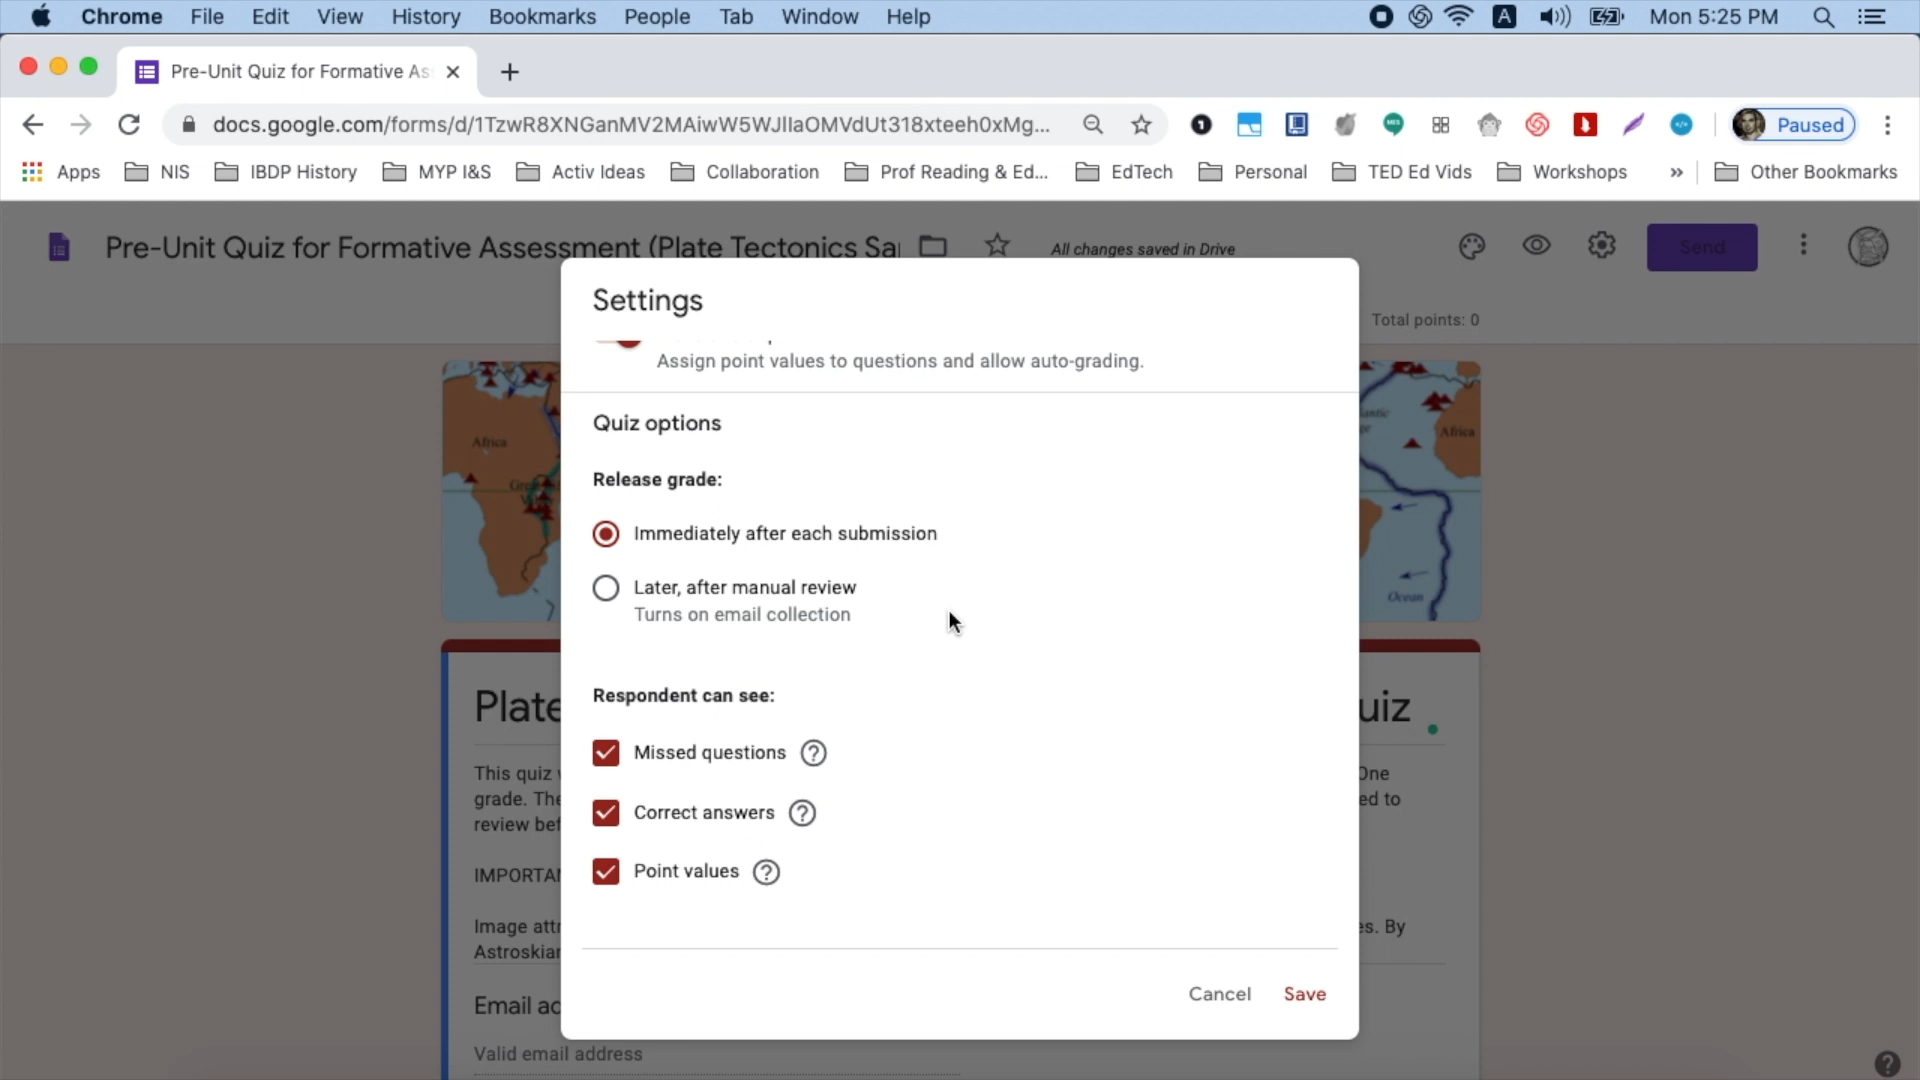 Chrome File Edit View History Bookmarks People Tab Window Help Mon 5:25 PM
Pre-Unit Quiz for Formative As
docs.google.com/forms/d/1TzwR8XNGanMV2MAiwW5WJIIaOMVdUt318xteeh0xMg... Paused
Apps NIS IBDP History MYP I&S Activ Ideas Collaboration Prof Reading & Ed... EdTech Personal TED Ed Vids Workshops » Other Bookmarks
Pre-Unit Quiz for Formative Assessment (Plate Tectonics Sa All changes saved in Drive Send
Total points: 0
Settings
Assign point values to questions and allow auto-grading.
Quiz options
Release grade:
Immediately after each submission
Later, after manual review
Turns on email collection
Respondent can see:
Missed questions
Correct answers
Point values
Cancel Save
Africa
Africa
Ocean
Plate uiz
This quiz One
grade. The ed to
review bef
IMPORTA
Image attr es. By
Astroskiar
Email ac
Valid email address